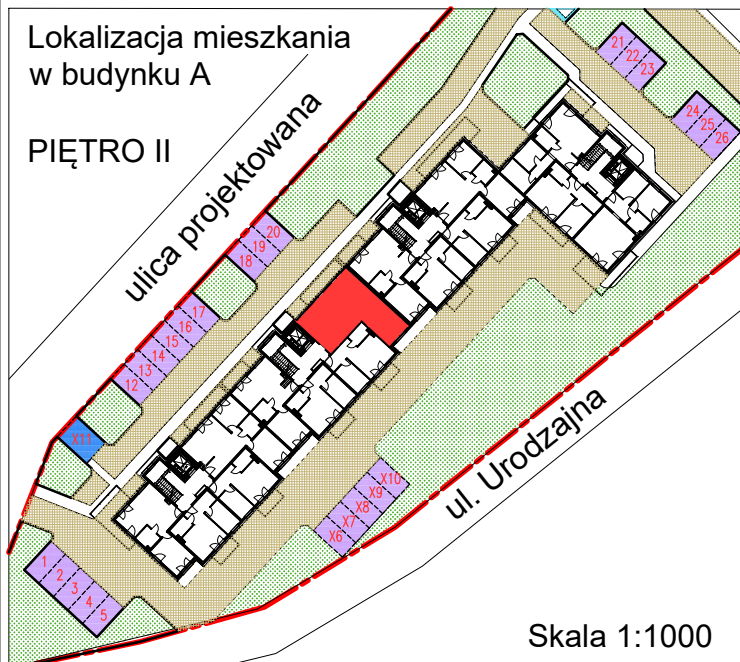 Lokalizacja mieszkania
w budynku A
PIĘTRO II
ulica projektowana
21
22
23
24
25
26
20
19
18
17
16
15
14
13
12
X11
X10
X9
X8
X7
X6
1
2
3
4
5
ul. Urodzajna
Skala 1:1000